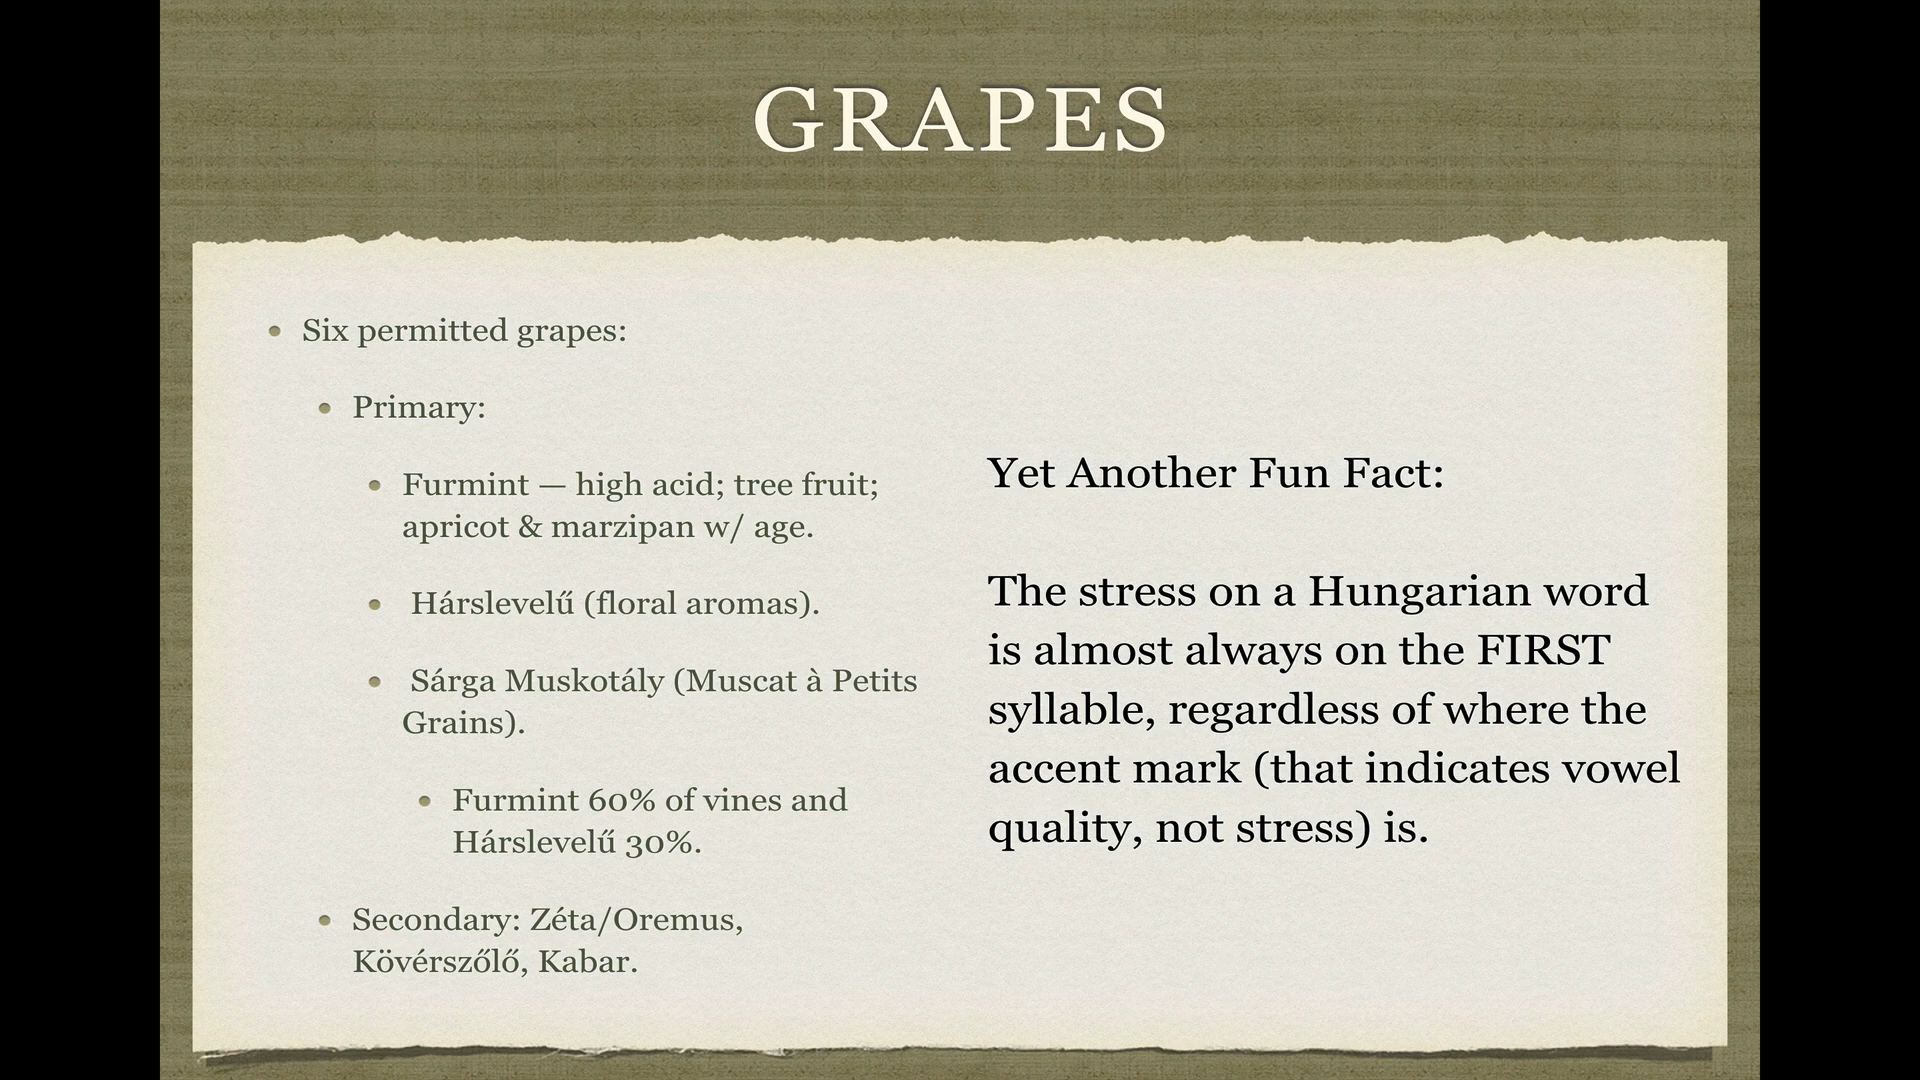 GRAPES
Six permitted grapes:
Primary:
Furmint — high acid; tree fruit;
apricot & marzipan w/ age.
Hárslevelű (floral aromas).
Sárga Muskotály (Muscat à Petits
Grains).
Furmint 60% of vines and
Hárslevelű 30%.
Secondary: Zéta/Oremus,
Kövérszőlő, Kabar.
Yet Another Fun Fact:
The stress on a Hungarian word
is almost always on the FIRST
syllable, regardless of where the
accent mark (that indicates vowel
quality, not stress) is.